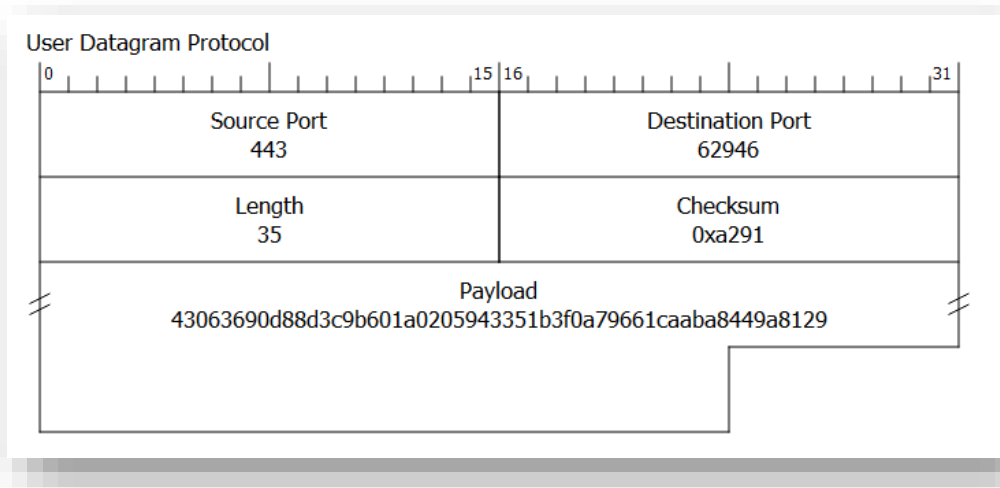 User Datagram Protocol
0 15 16 31
Source Port Destination Port
443 62946
Length Checksum
35 0xa291
Payload
43063690d88d3c9b601a0205943351b3f0a79661caaba8449a8129